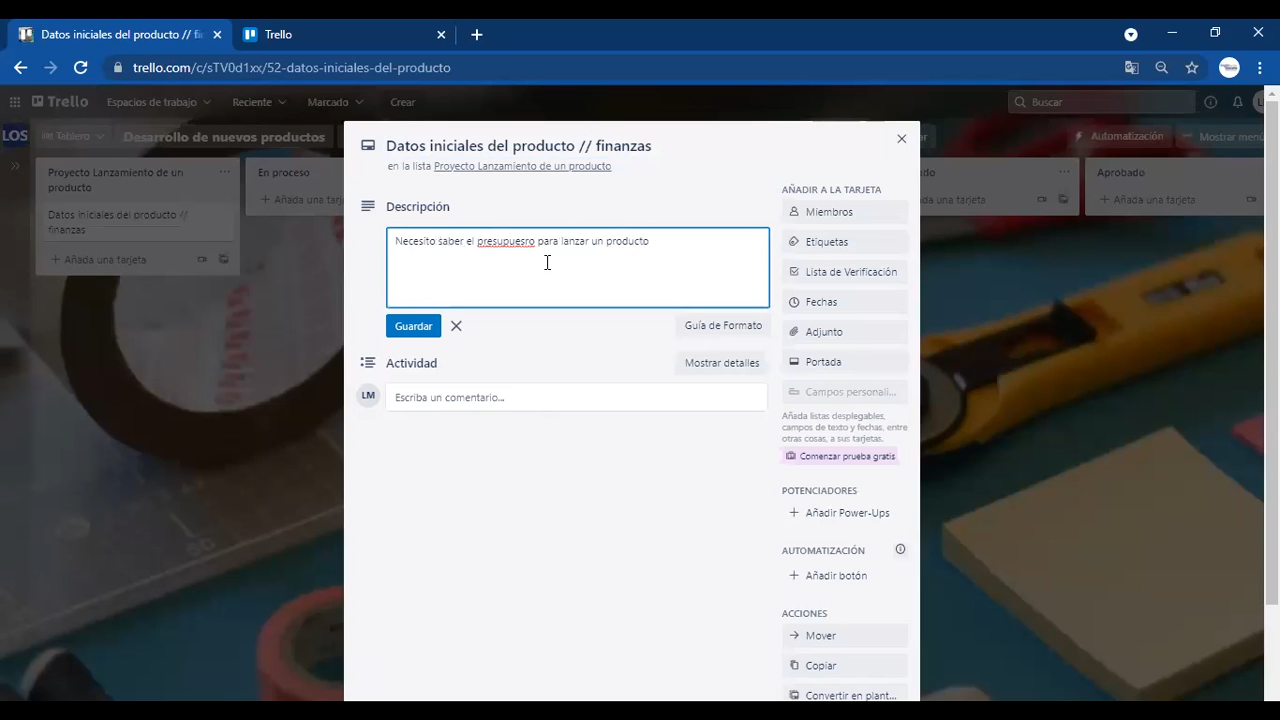 Datos iniciales del producto // fi
Trello
trello.com/c/sTV0d1xx/52-datos-iniciales-del-producto
Trello
Espacios de trabajo
Reciente
Marcado
Crear
Buscar
LOS
Tablero
Desarrollo de nuevos productos
Automatización
Mostrar menú
Proyecto Lanzamiento de un
producto
Datos iniciales del producto //
finanzas
+ Añada una tarjeta
En proceso
+ Añada una t
Aprobado
+ Añada una tarjeta
Datos iniciales del producto // finanzas
en la lista Proyecto Lanzamiento de un producto
Descripción
Necesito saber el presupuesro para lanzar un producto
Guardar
Guía de Formato
Actividad
Mostrar detalles
LM
Escriba un comentario...
AÑADIR A LA TARJETA
Miembros
Etiquetas
Lista de Verificación
Fechas
Adjunto
Portada
Campos personali...
Añada listas desplegables,
campos de texto y fechas, entre
otras cosas, a sus tarjetas.
Comenzar prueba gratis
POTENCIADORES
+ Añadir Power-Ups
AUTOMATIZACIÓN
+ Añadir botón
ACCIONES
Mover
Copiar
Convertir en plant...